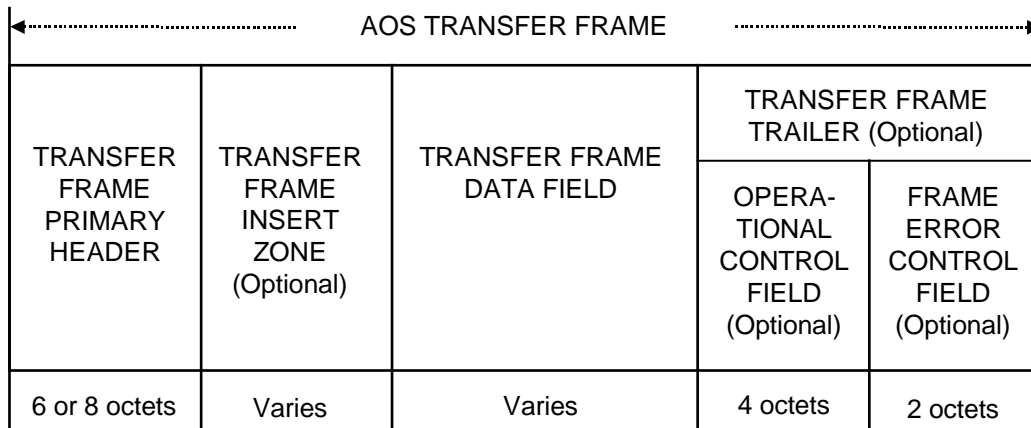 AOS TRANSFER FRAME
TRANSFER
FRAME
PRIMARY
HEADER
TRANSFER
FRAME
INSERT
ZONE
(Optional)
TRANSFER FRAME
DATA FIELD
TRANSFER FRAME
TRAILER (Optional)
OPERA-
TIONAL
CONTROL
FIELD
(Optional)
FRAME
ERROR
CONTROL
FIELD
(Optional)
6 or 8 octets
Varies
Varies
4 octets
2 octets